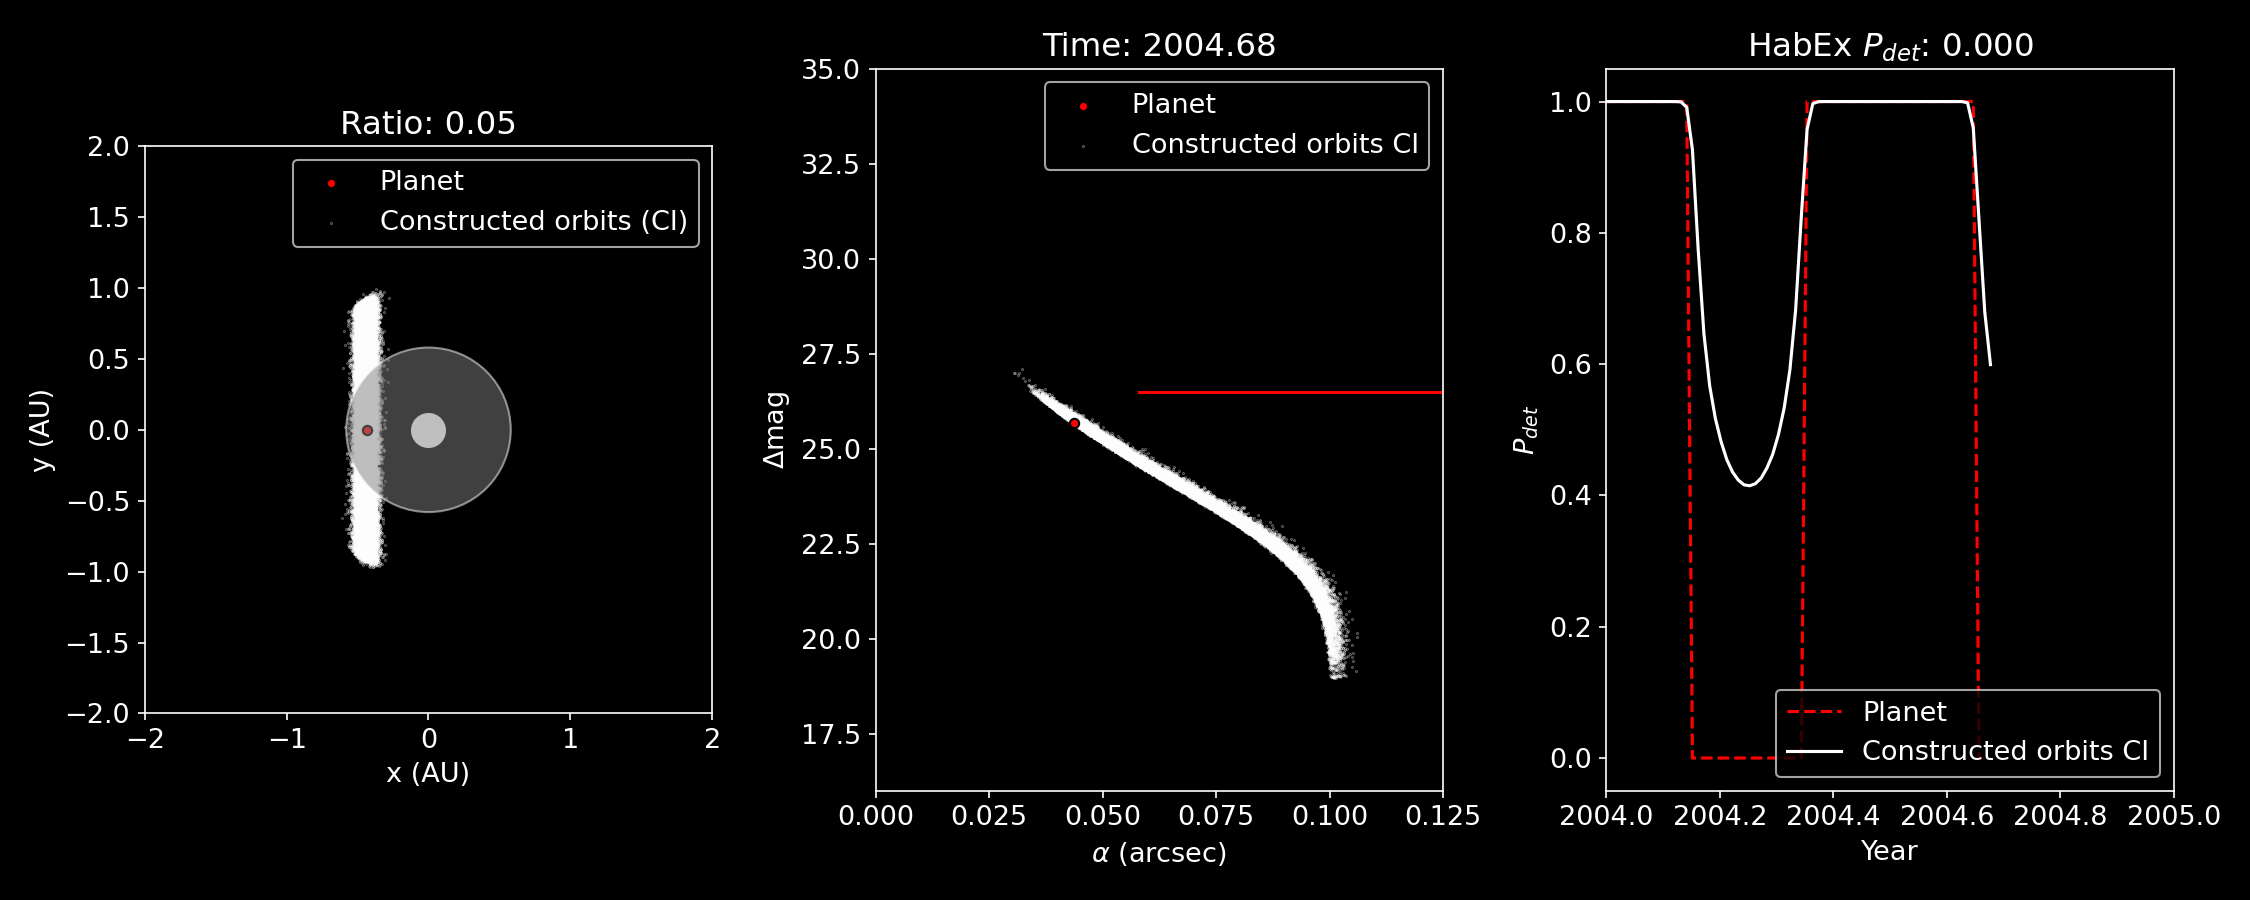 Ratio: 0.05
2.0
1.5
1.0
0.5
0.0
−0.5
−1.0
−1.5
−2.0
y (AU)
Planet
Constructed orbits (CI)
−2 −1 0 1 2
x (AU)
Time: 2004.68
35.0
32.5
30.0
27.5
25.0
22.5
20.0
17.5
Δmag
Planet
Constructed orbits CI
0.000 0.025 0.050 0.075 0.100 0.125
α (arcsec)
HabEx P_det: 0.000
1.0
0.8
0.6
0.4
0.2
0.0
P_det
Planet
Constructed orbits CI
2004.0 2004.2 2004.4 2004.6 2004.8 2005.0
Year